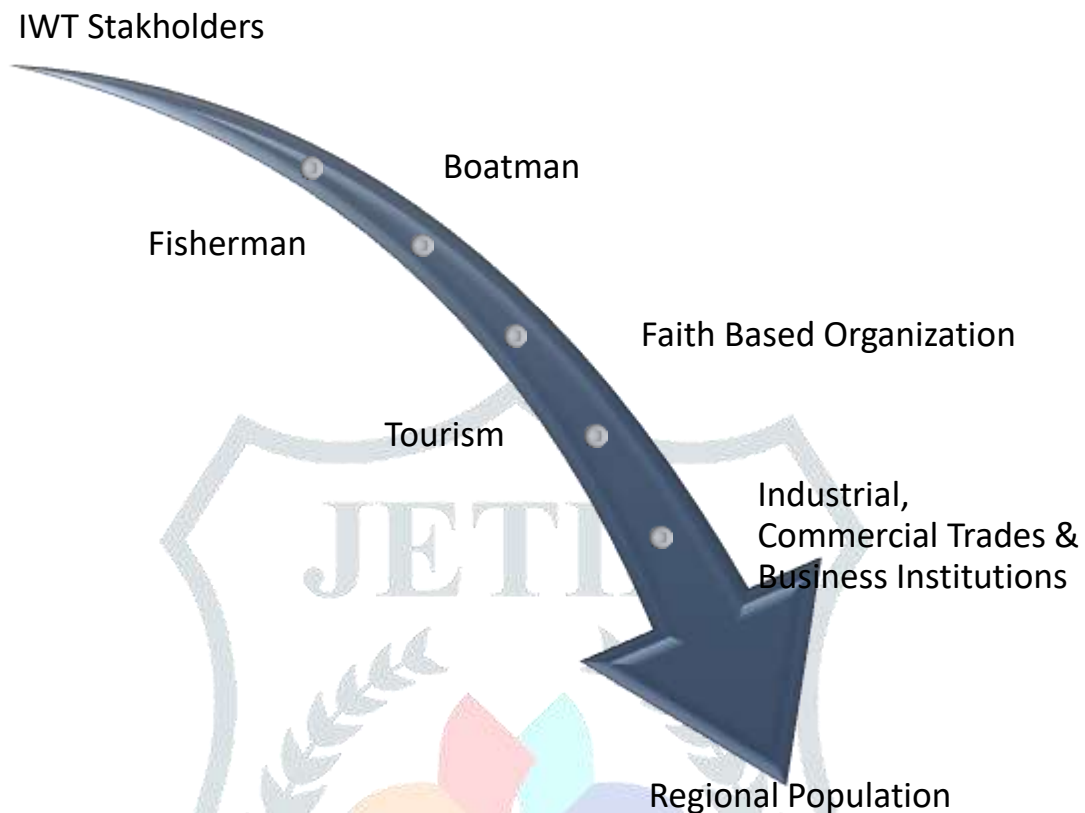 IWT Stakholders
Boatman
Fisherman
Faith Based Organization
Tourism
Industrial,
Commercial Trades &
Business Institutions
Regional Population